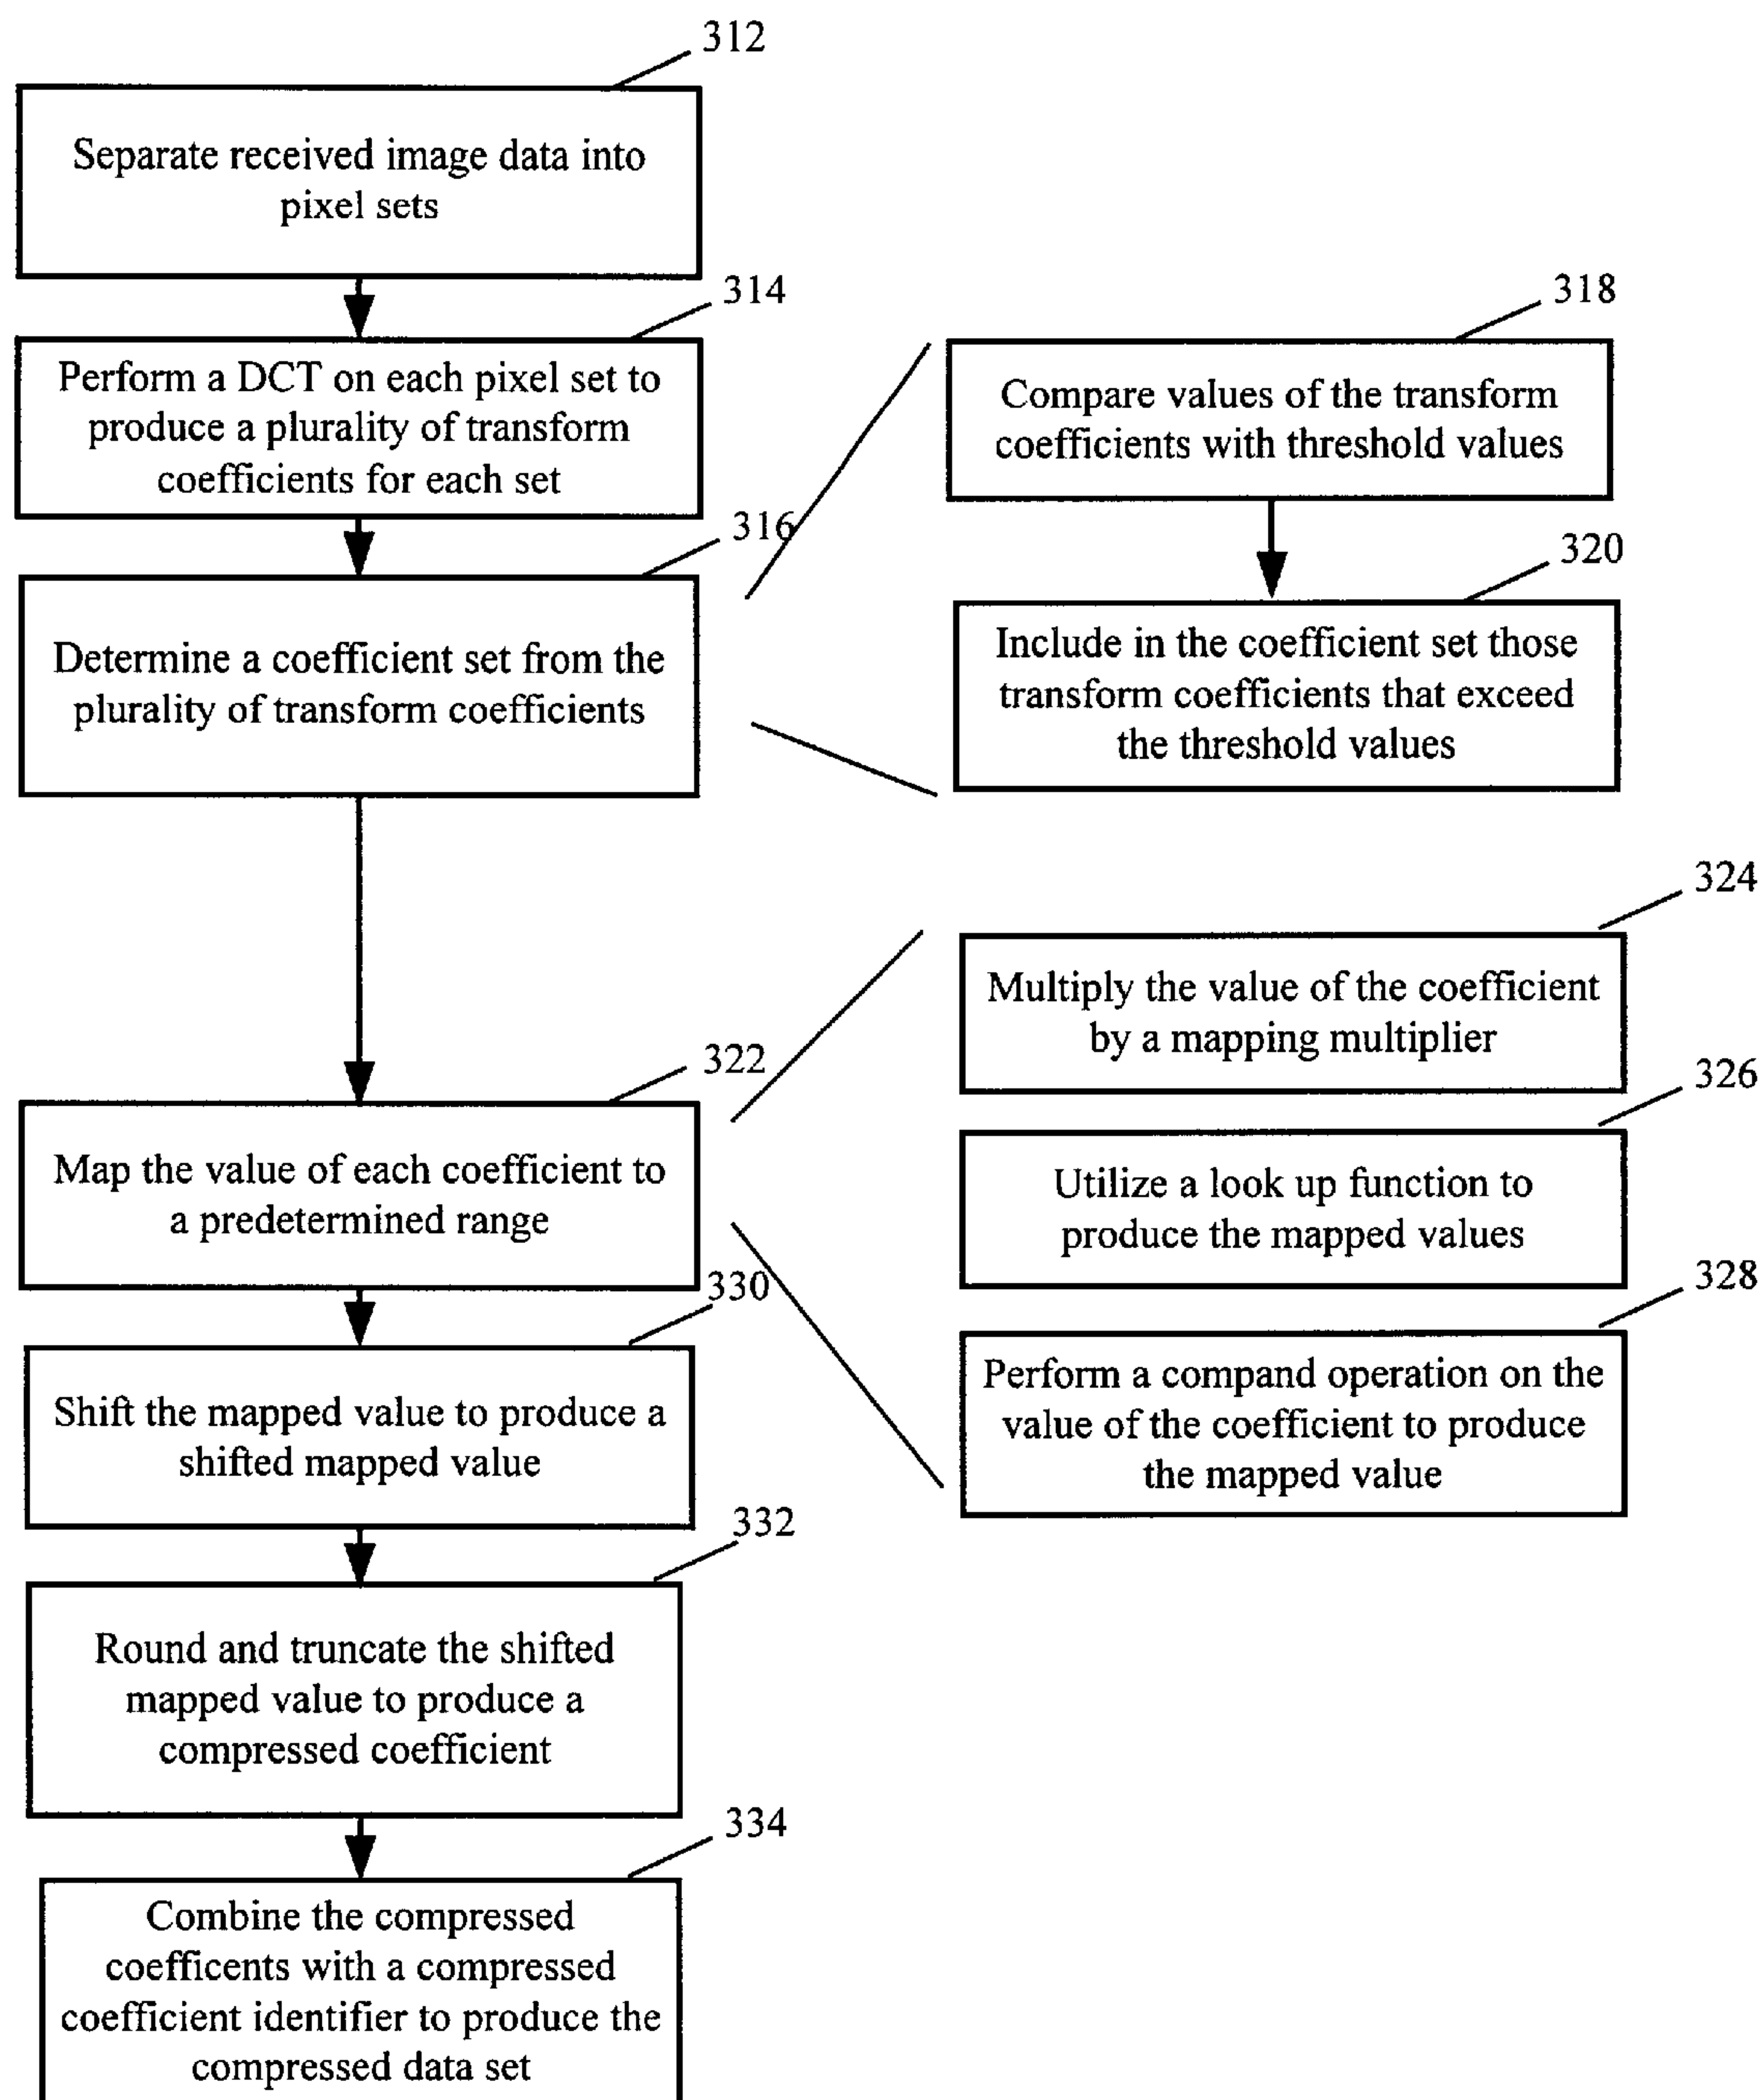 312
Separate received image data into
pixel sets
314
Perform a DCT on each pixel set to
produce a plurality of transform
coefficients for each set
316
Determine a coefficient set from the
plurality of transform coefficients
318
Compare values of the transform
coefficients with threshold values
320
Include in the coefficient set those
transform coefficients that exceed
the threshold values
322
Map the value of each coefficient to
a predetermined range
324
Multiply the value of the coefficient
by a mapping multiplier
326
Utilize a look up function to
produce the mapped values
328
Perform a compand operation on the
value of the coefficient to produce
the mapped value
330
Shift the mapped value to produce a
shifted mapped value
332
Round and truncate the shifted
mapped value to produce a
compressed coefficient
334
Combine the compressed
coefficents with a compressed
coefficient identifier to produce the
compressed data set